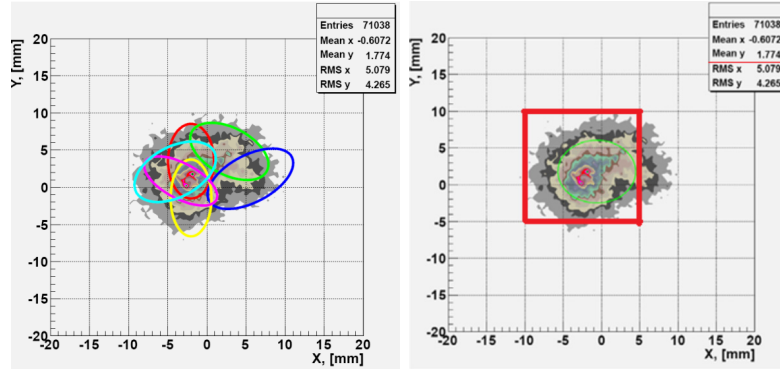 Entries 71038
Mean x -0.6072
Mean y 1.774
RMS x 5.079
RMS y 4.265
Y, [mm]
20
15
10
5
0
-5
-10
-15
-20
-20 -15 -10 -5 0 5 10 15 20
X, [mm]
Entries 71038
Mean x -0.6072
Mean y 1.774
RMS x 5.079
RMS y 4.265
Y, [mm]
20
15
10
5
0
-5
-10
-15
-20
-20 -15 -10 -5 0 5 10 15 20
X, [mm]